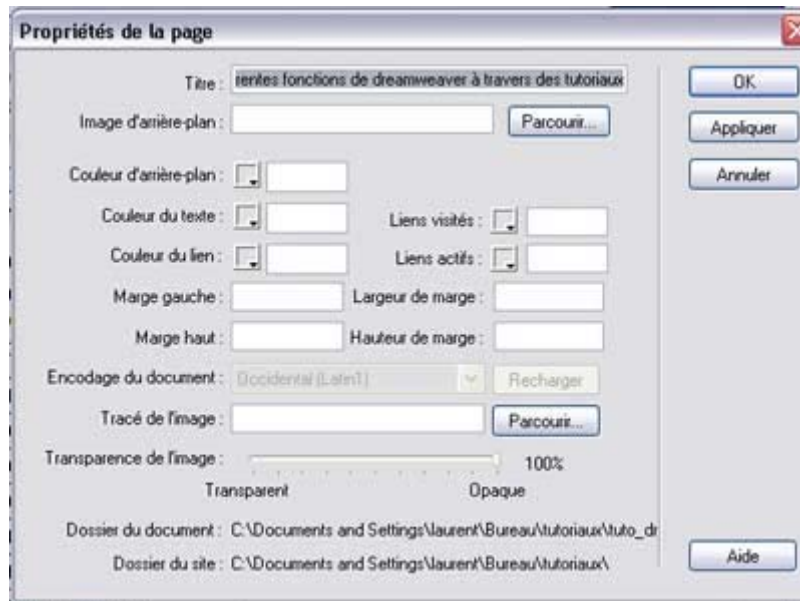 Propriétés de la page
Titre : rentes fonctions de dreamweaver à travers des tutoriaux
OK
Image d'arrière-plan : Parcourir...
Appliquer
Couleur d'arrière-plan :
Annuler
Couleur du texte : Liens visités :
Couleur du lien : Liens actifs :
Marge gauche : Largeur de marge :
Marge haut : Hauteur de marge :
Encodage du document : Occidental (Latin1) Recharger
Tracé de l'image : Parcourir...
Transparence de l'image : 100%
Transparent Opaque
Dossier du document : C:\Documents and Settings\laurent\Bureau\tutoriaux\tuto_dr
Dossier du site : C:\Documents and Settings\laurent\Bureau\tutoriaux\
Aide